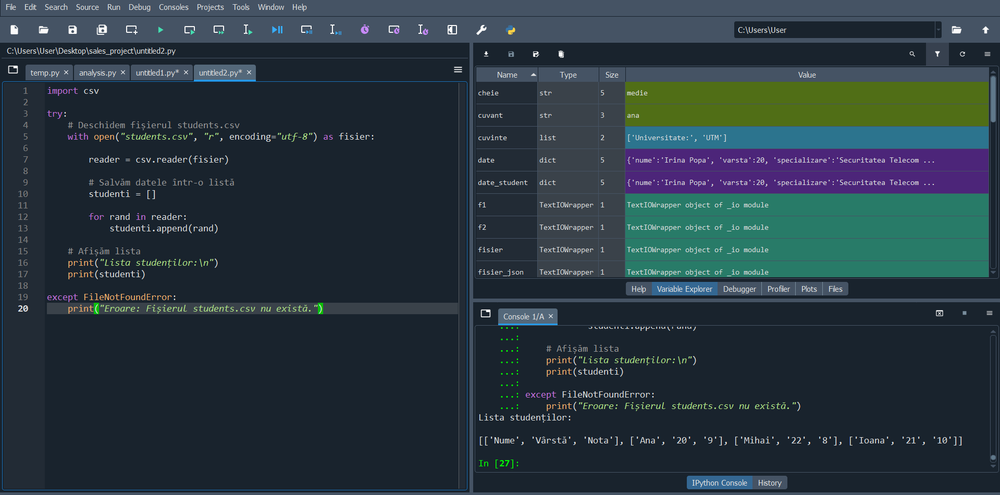 File Edit Search Source Run Debug Consoles Projects Tools Window Help
C:\Users\User
C:\Users\User\Desktop\sales_project\untitled2.py
temp.py × analysis.py × untitled1.py* × untitled2.py* ×
1 import csv
2
3 try:
4     # Deschidem fișierul students.csv
5     with open("students.csv", "r", encoding="utf-8") as fisier:
6
7         reader = csv.reader(fisier)
8
9         # Salvăm datele într-o listă
10         studenti = []
11
12         for rand in reader:
13             studenti.append(rand)
14
15     # Afișăm lista
16     print("Lista studenților:\n")
17     print(studenti)
18
19 except FileNotFoundError:
20     print("Eroare: Fișierul students.csv nu există.")
Name Type Size Value
cheie str 5 medie
cuvant str 3 ana
cuvinte list 2 ['Universitate:', 'UTM']
date dict 5 {'nume':'Irina Popa', 'varsta':20, 'specializare':'Securitatea Telecom ...
date_student dict 5 {'nume':'Irina Popa', 'varsta':20, 'specializare':'Securitatea Telecom ...
f1 TextIOWrapper 1 TextIOWrapper object of _io module
f2 TextIOWrapper 1 TextIOWrapper object of _io module
fisier TextIOWrapper 1 TextIOWrapper object of _io module
fisier_json TextIOWrapper 1 TextIOWrapper object of _io module
Help Variable Explorer Debugger Profiler Plots Files
Console 1/A ×
...:             studenti.append(rand)
...:
...:     # Afișăm lista
...:     print("Lista studenților:\n")
...:     print(studenti)
...:
...: except FileNotFoundError:
...:     print("Eroare: Fișierul students.csv nu există.")
Lista studenților:
[['Nume', 'Vârstă', 'Nota'], ['Ana', '20', '9'], ['Mihai', '22', '8'], ['Ioana', '21', '10']]
In [27]:
IPython Console History